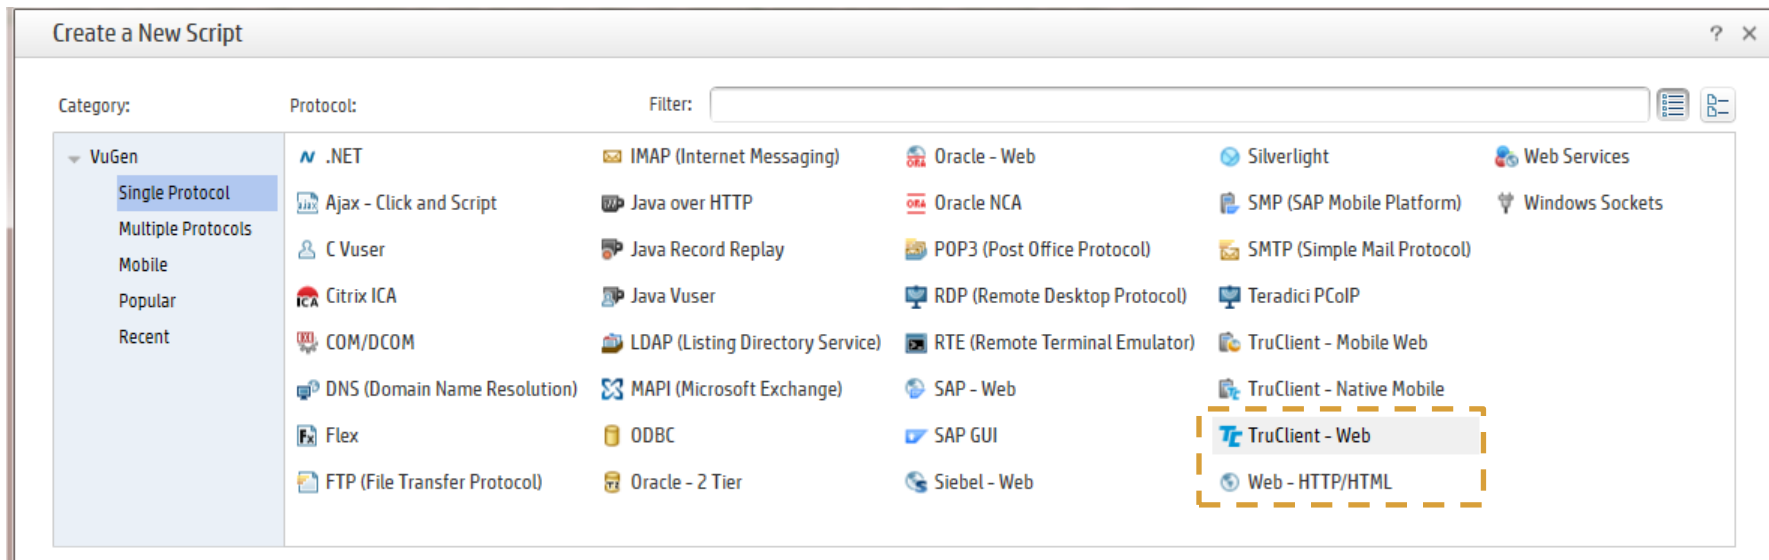 Create a New Script
?
Category:
Protocol:
Filter:
VuGen
Single Protocol
Multiple Protocols
Mobile
Popular
Recent
.NET
Ajax - Click and Script
C Vuser
Citrix ICA
COM/DCOM
DNS (Domain Name Resolution)
Flex
FTP (File Transfer Protocol)
IMAP (Internet Messaging)
Java over HTTP
Java Record Replay
Java Vuser
LDAP (Listing Directory Service)
MAPI (Microsoft Exchange)
ODBC
Oracle - 2 Tier
Oracle - Web
Oracle NCA
POP3 (Post Office Protocol)
RDP (Remote Desktop Protocol)
RTE (Remote Terminal Emulator)
SAP - Web
SAP GUI
Siebel - Web
Silverlight
SMP (SAP Mobile Platform)
SMTP (Simple Mail Protocol)
Teradici PCoIP
TruClient - Mobile Web
TruClient - Native Mobile
TruClient - Web
Web - HTTP/HTML
Web Services
Windows Sockets